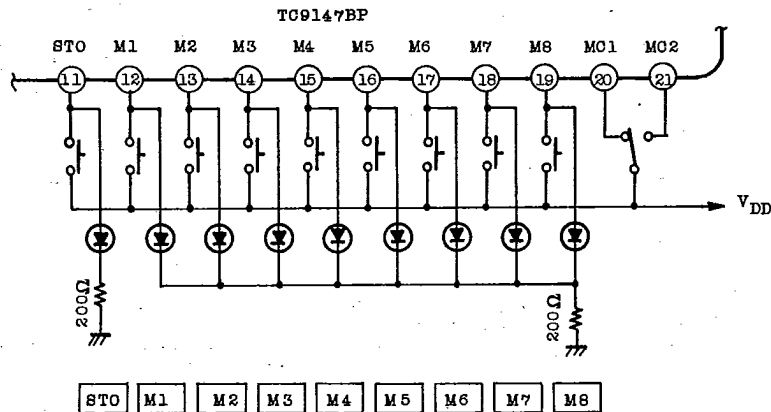 TC9147BP
STO M1 M2 M3 M4 M5 M6 M7 M8 MC1 MC2
11 12 13 14 15 16 17 18 19 20 21
VDD
200Ω 200Ω
STO M1 M2 M3 M4 M5 M6 M7 M8